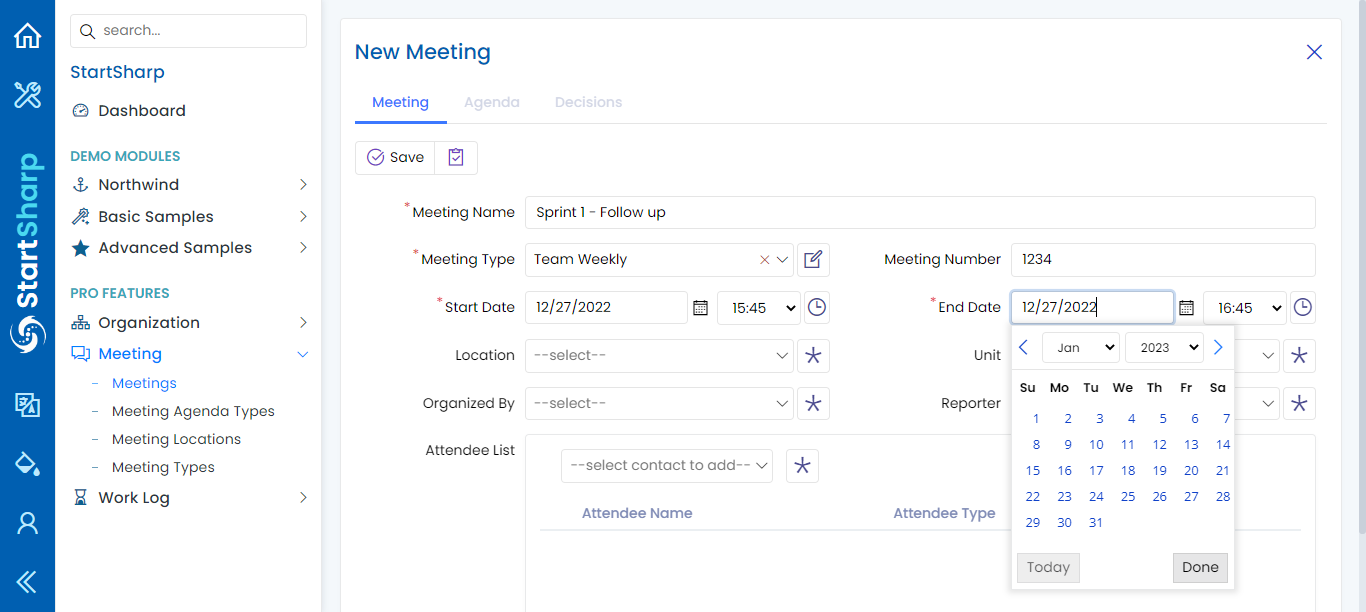 StartSharp
search...
StartSharp
Dashboard
DEMO MODULES
Northwind
Basic Samples
Advanced Samples
PRO FEATURES
Organization
Meeting
– Meetings
– Meeting Agenda Types
– Meeting Locations
– Meeting Types
Work Log
New Meeting
Meeting Agenda Decisions
Save
*Meeting Name Sprint 1 - Follow up
*Meeting Type Team Weekly Meeting Number 1234
*Start Date 12/27/2022 15:45 *End Date 12/27/2022 16:45
Location --select-- Unit
Organized By --select-- Reporter
Attendee List --select contact to add--
Attendee Name Attendee Type
Jan 2023
Su Mo Tu We Th Fr Sa
1 2 3 4 5 6 7
8 9 10 11 12 13 14
15 16 17 18 19 20 21
22 23 24 25 26 27 28
29 30 31
Today Done